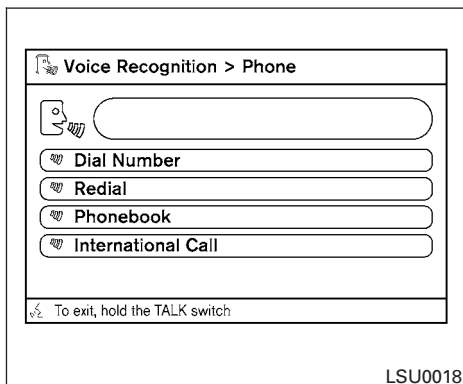 Voice Recognition > Phone
Dial Number
Redial
Phonebook
International Call
To exit, hold the TALK switch
LSU0018